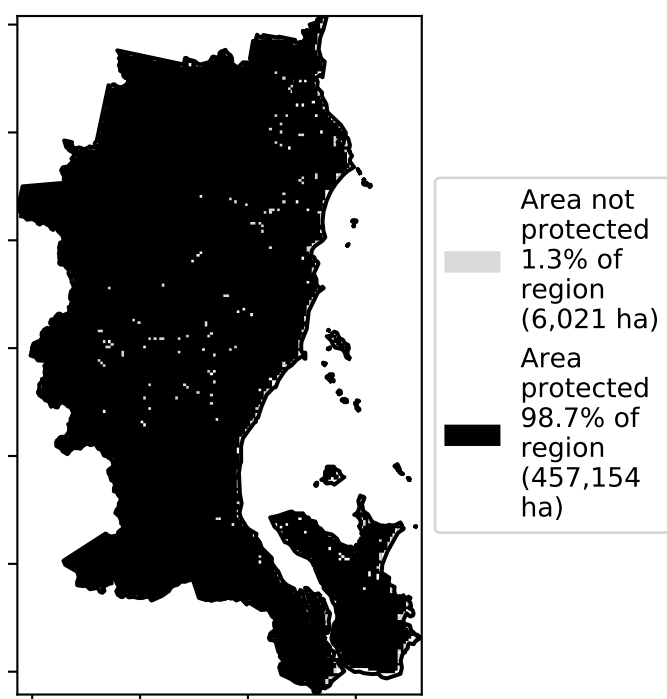 Area not
protected
1.3% of
region
(6,021 ha)
Area
protected
98.7% of
region
(457,154
ha)